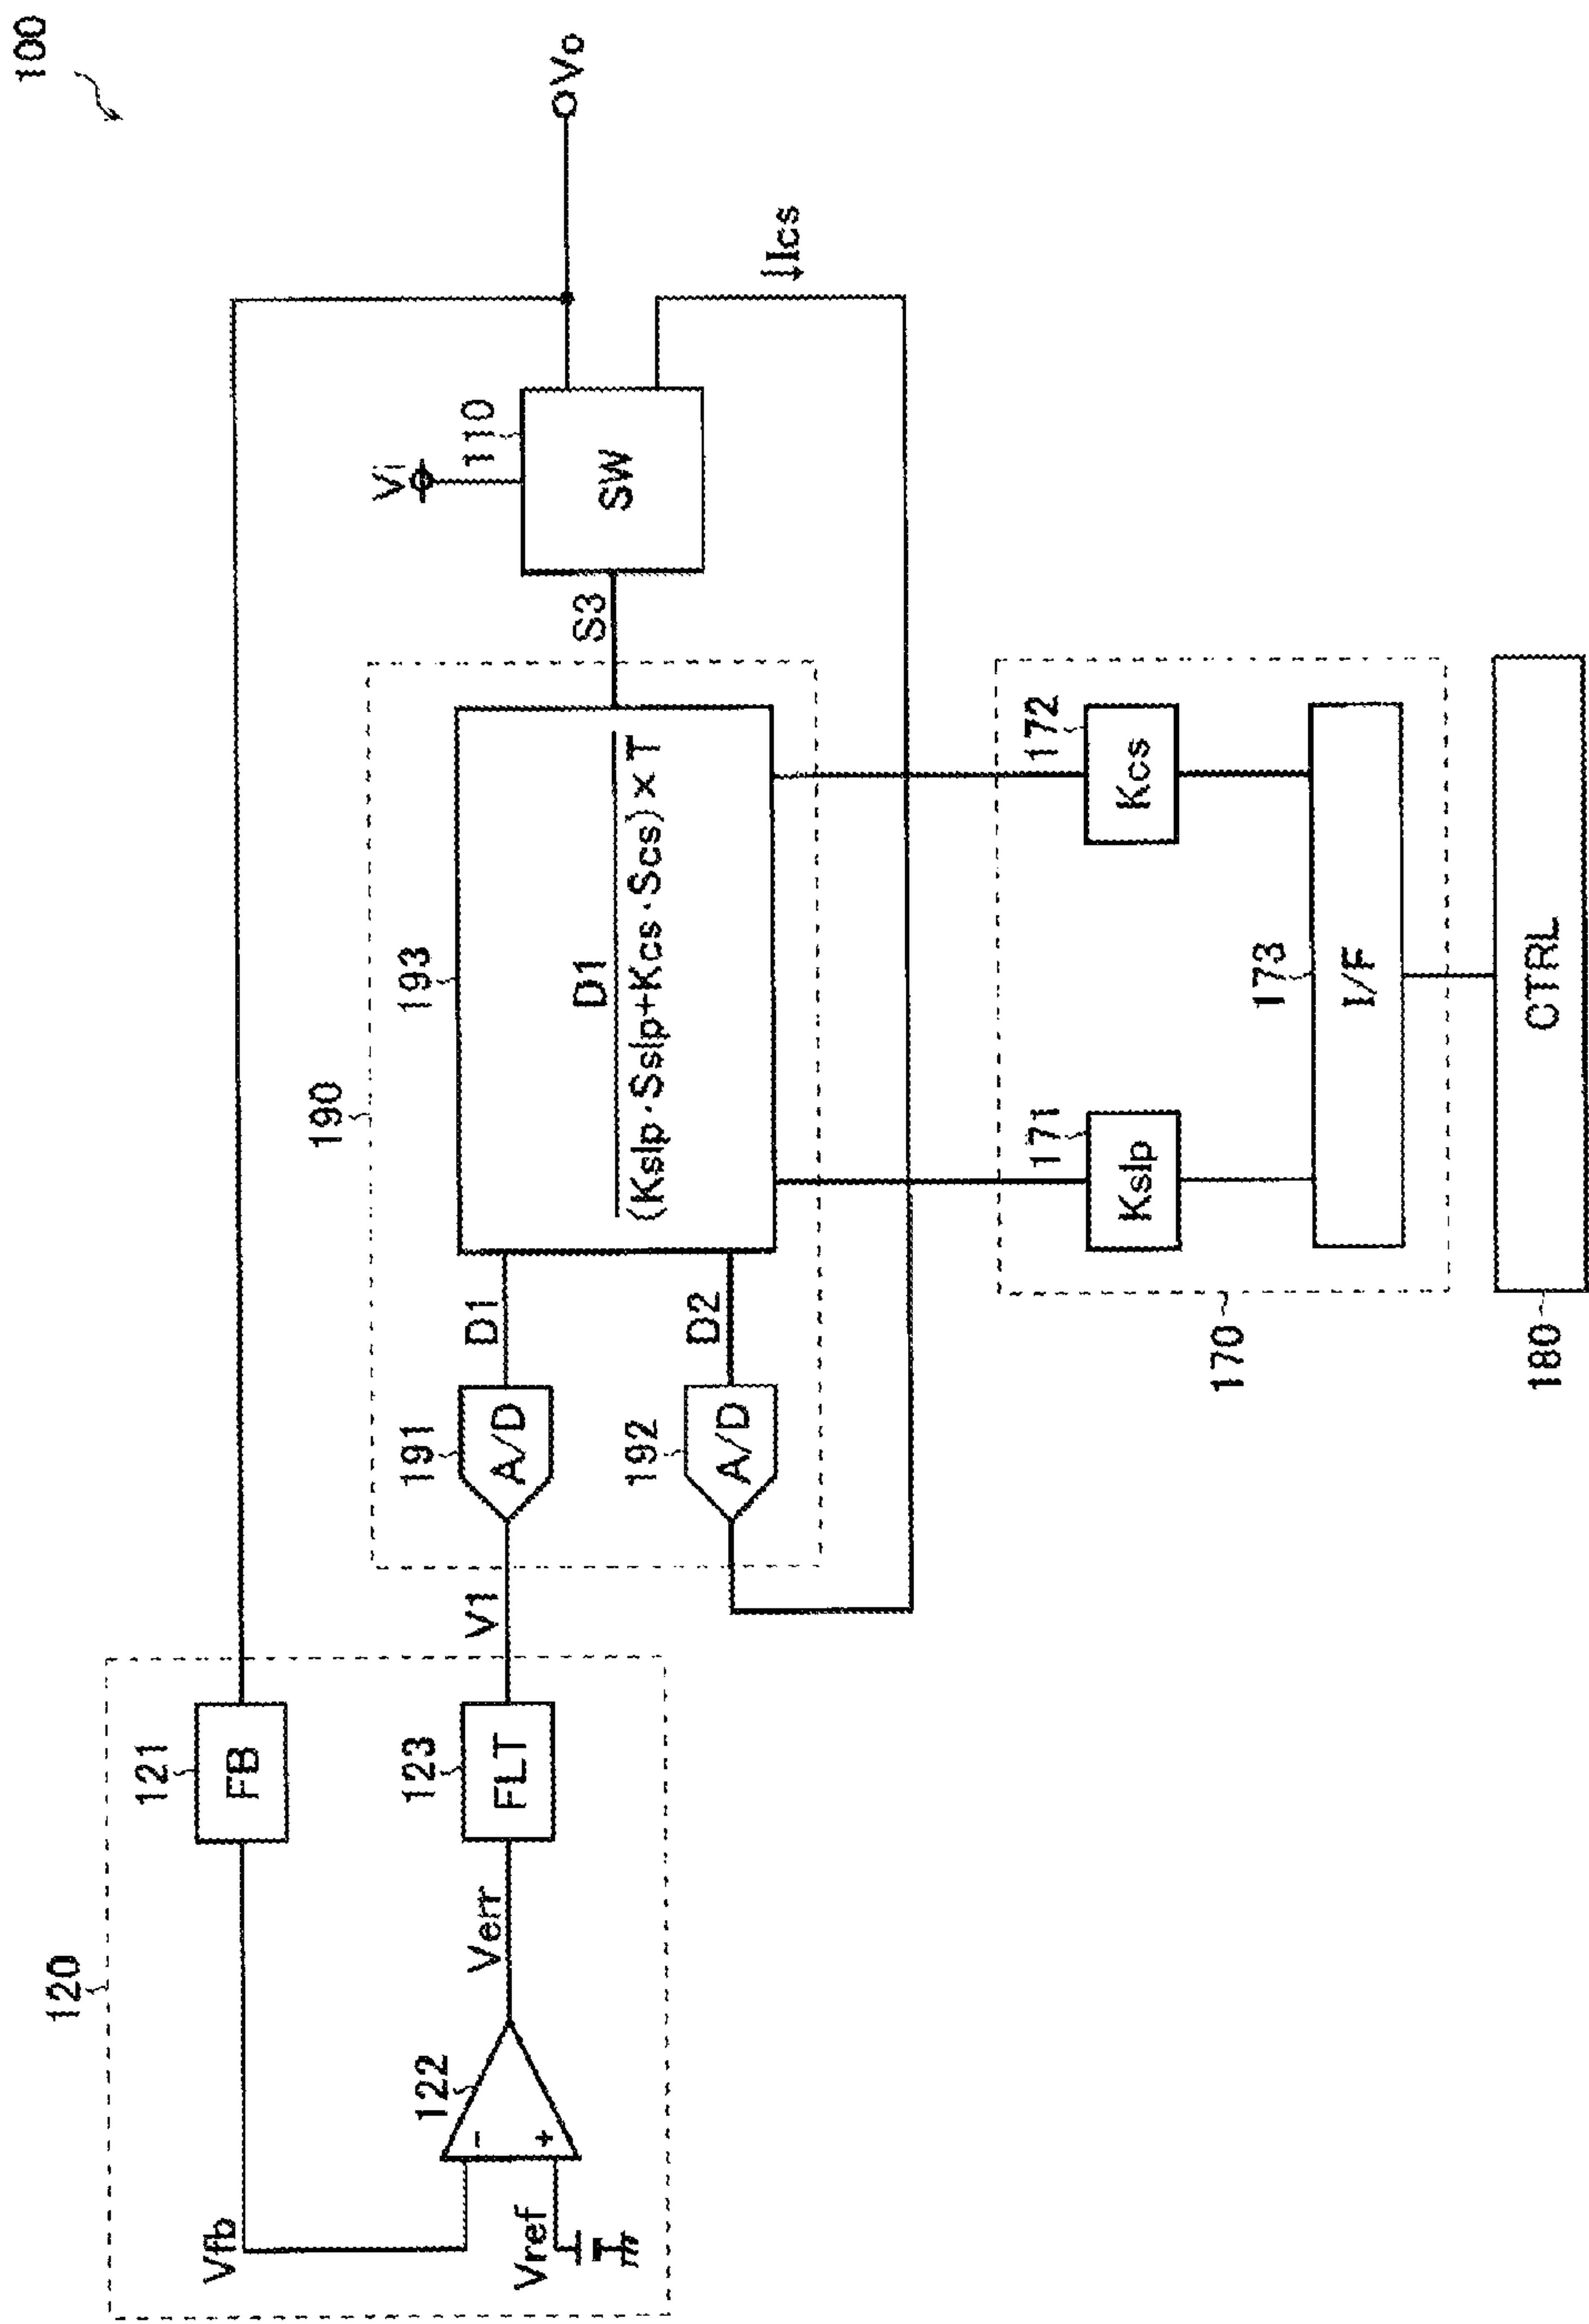 100
120
121
FB
Vfb
122
-
+
Vref
Verr
123
FLT
V1
190
191
A/D
D1
192
A/D
D2
193
D1
(Kslp·Sslp+Kcs·Scs)×T
S3
Vi
110
SW
Vo
↓Ics
170
171
Kslp
172
Kcs
173
I/F
180
CTRL